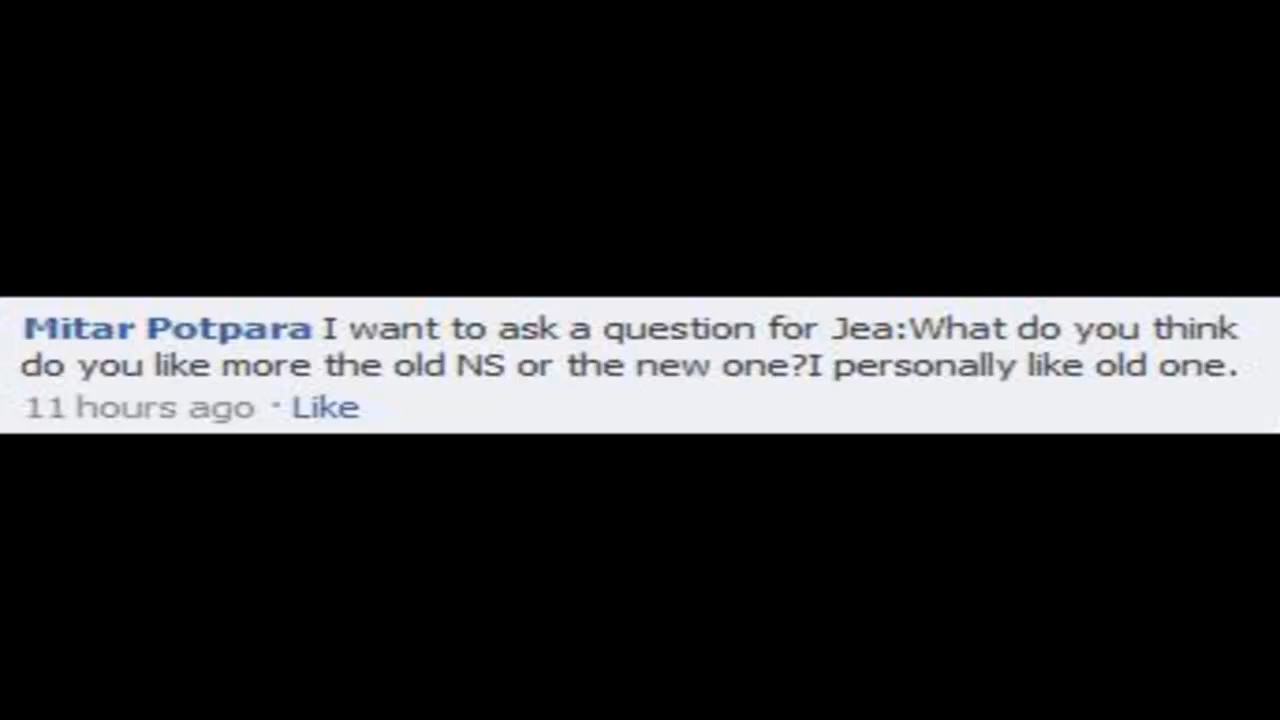 Mitar Potpara I want to ask a question for Jea:What do you think
do you like more the old NS or the new one?I personally like old one.
11 hours ago · Like